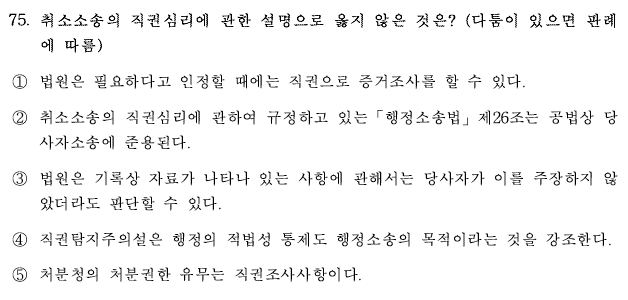 75. 취소소송의 직권심리에 관한 설명으로 옳지 않은 것은? (다툼이 있으면 판례
에 따름)
① 법원은 필요하다고 인정할 때에는 직권으로 증거조사를 할 수 있다.
② 취소소송의 직권심리에 관하여 규정하고 있는 「행정소송법」 제26조는 공법상 당
사자소송에 준용된다.
③ 법원은 기록상 자료가 나타나 있는 사항에 관해서는 당사자가 이를 주장하지 않
았더라도 판단할 수 있다.
④ 직권탐지주의설은 행정의 적법성 통제도 행정소송의 목적이라는 것을 강조한다.
⑤ 처분청의 처분권한 유무는 직권조사사항이다.